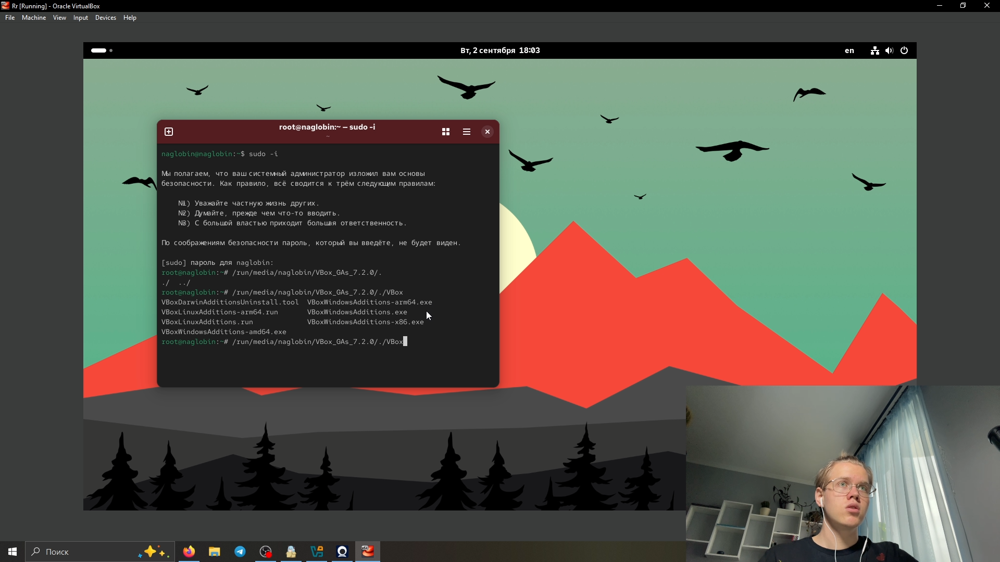 Rr [Running] - Oracle VirtualBox
File Machine View Input Devices Help
Вт, 2 сентября 18:03
en
root@naglobin:~ — sudo -i
~
naglobin@naglobin:~$ sudo -i
Мы полагаем, что ваш системный администратор изложил вам основы
безопасности. Как правило, всё сводится к трём следующим правилам:
№1) Уважайте частную жизнь других.
№2) Думайте, прежде чем что-то вводить.
№3) С большой властью приходит большая ответственность.
По соображениям безопасности пароль, который вы введёте, не будет виден.
[sudo] пароль для naglobin:
root@naglobin:~# /run/media/naglobin/VBox_GAs_7.2.0/.
./ ../
root@naglobin:~# /run/media/naglobin/VBox_GAs_7.2.0/./VBox
VBoxDarwinAdditionsUninstall.tool VBoxWindowsAdditions-arm64.exe
VBoxLinuxAdditions-arm64.run VBoxWindowsAdditions.exe
VBoxLinuxAdditions.run VBoxWindowsAdditions-x86.exe
VBoxWindowsAdditions-amd64.exe
root@naglobin:~# /run/media/naglobin/VBox_GAs_7.2.0/./VBox
Поиск